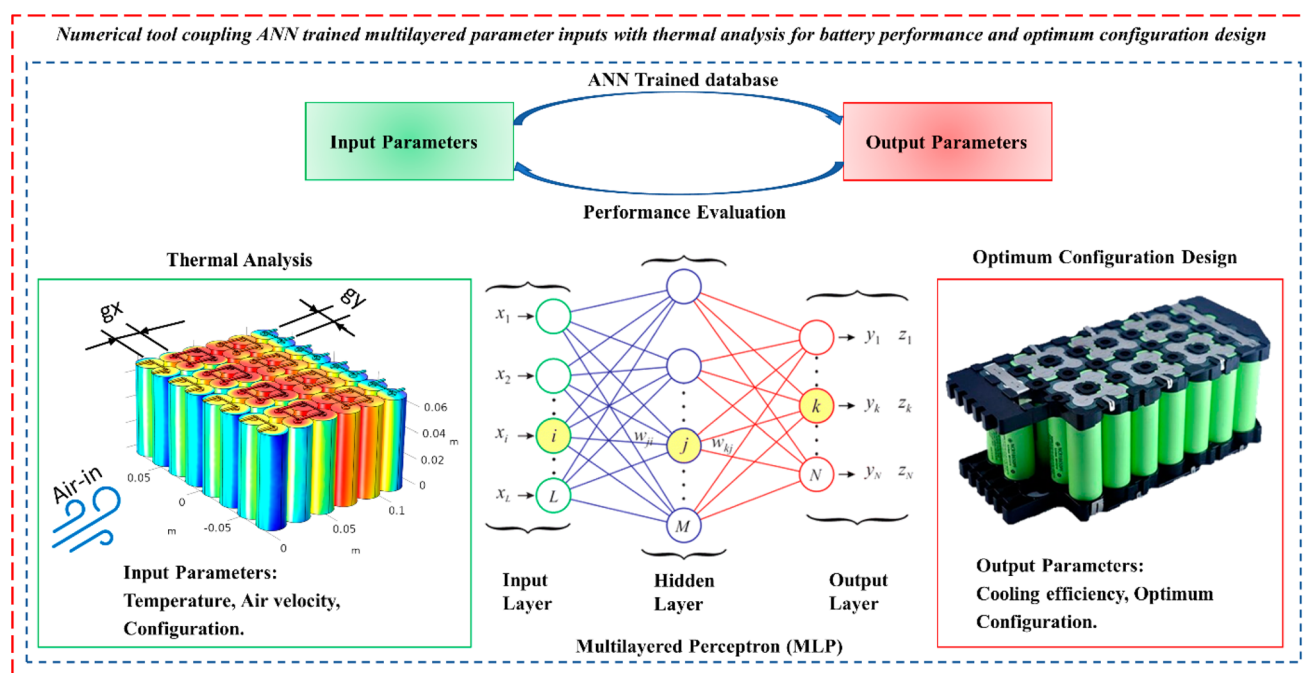 Numerical tool coupling ANN trained multilayered parameter inputs with thermal analysis for battery performance and optimum configuration design
ANN Trained database
Input Parameters
Output Parameters
Performance Evaluation
Thermal Analysis
gx
gy
0.06
0.04
m
0.02
0
0.05
0
-0.05
m
0.1
0.05
m
0
Air-in
Input Parameters:
Temperature, Air velocity,
Configuration.
x1
x2
xi
xL
i
L
wji
j
M
wkj
k
N
y1 z1
yk zk
yN zN
Input
Layer
Hidden
Layer
Output
Layer
Multilayered Perceptron (MLP)
Optimum Configuration Design
Output Parameters:
Cooling efficiency, Optimum
Configuration.